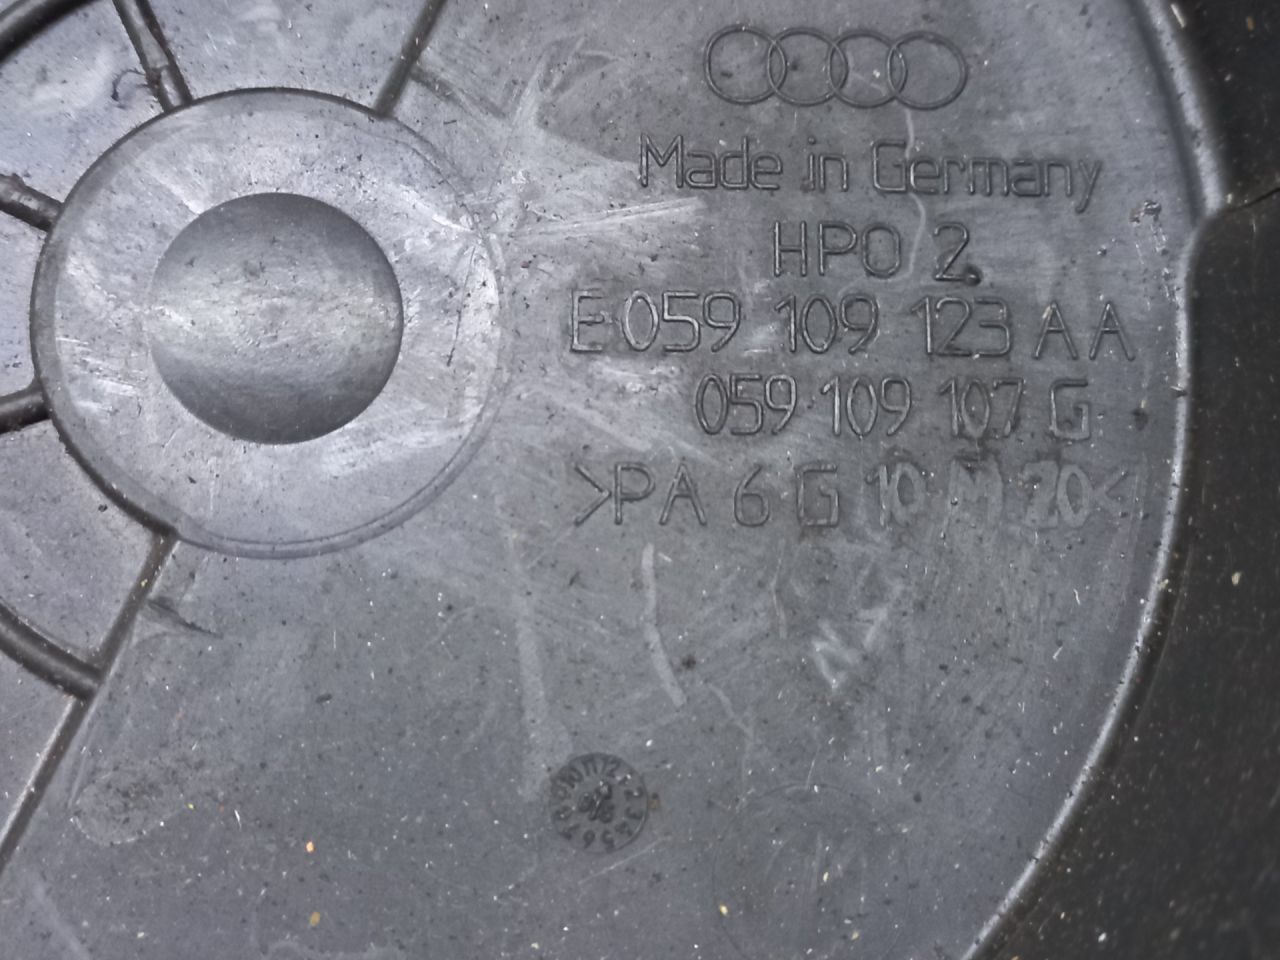 Made in Germany
HPO 2
E 059 109 123 AA
059 109 107 G
>PA 6 G 10 M 20<